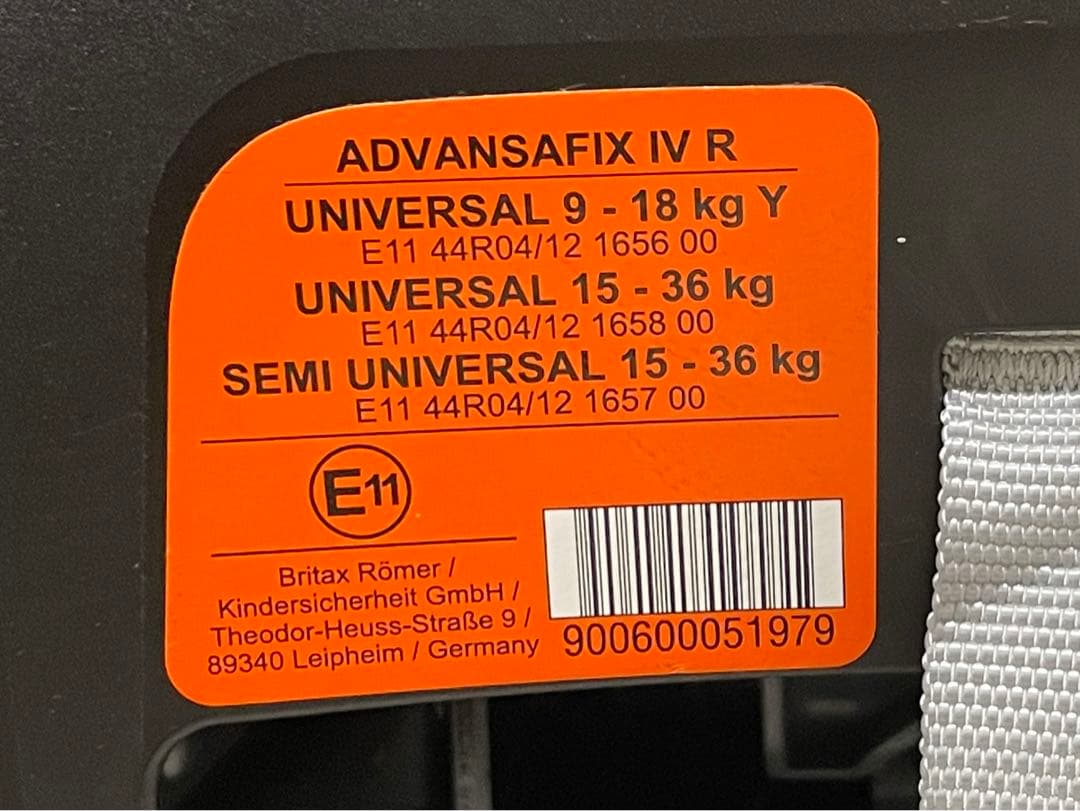 ADVANSAFIX IV R
UNIVERSAL 9 - 18 kg Y
E11 44R04/12 1656 00
UNIVERSAL 15 - 36 kg
E11 44R04/12 1658 00
SEMI UNIVERSAL 15 - 36 kg
E11 44R04/12 1657 00
E11
Britax Römer /
Kindersicherheit GmbH /
Theodor-Heuss-Straße 9 /
89340 Leipheim / Germany
900600051979